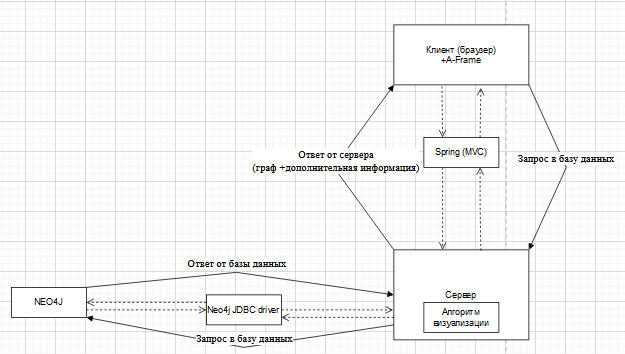 Клиент (браузер)
+A-Frame
Ответ от сервера
(граф +дополнительная информация)
Spring (MVC)
Запрос в базу данных
Ответ от базы данных
NEO4J
Neo4j JDBC driver
Сервер
Алгоритм
визуализации
Запрос в базу данных